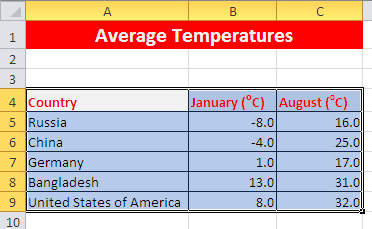 A B C
1 Average Temperatures
2
3
4 Country January (°C) August (°C)
5 Russia -8.0 16.0
6 China -4.0 25.0
7 Germany 1.0 17.0
8 Bangladesh 13.0 31.0
9 United States of America 8.0 32.0
10